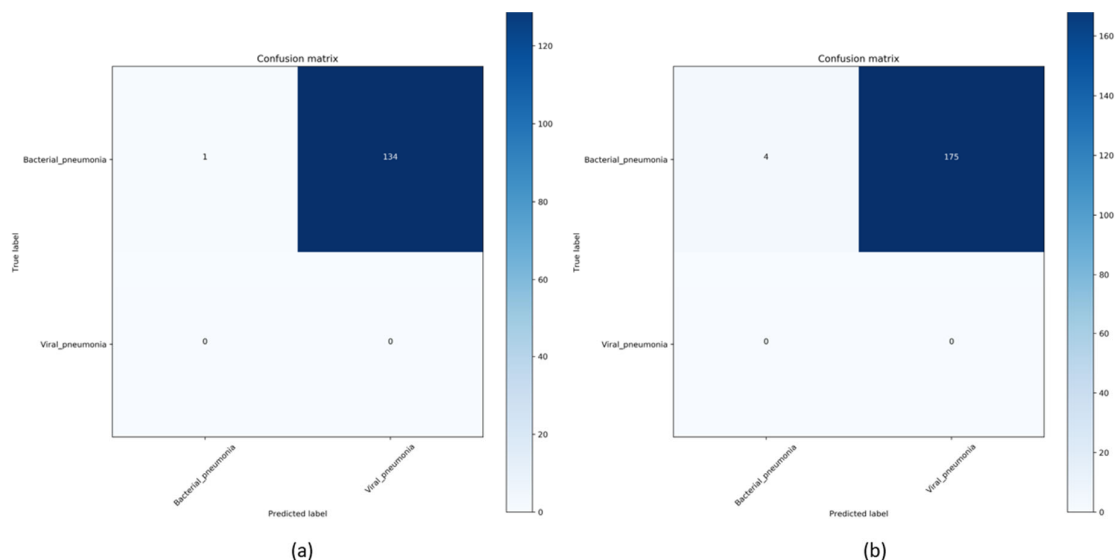 Confusion matrix
Bacterial_pneumonia
Viral_pneumonia
True label
1
134
0
0
Bacterial_pneumonia
Viral_pneumonia
Predicted label
120
100
80
60
40
20
0
(a)
Confusion matrix
Bacterial_pneumonia
Viral_pneumonia
True label
4
175
0
0
Bacterial_pneumonia
Viral_pneumonia
Predicted label
160
140
120
100
80
60
40
20
0
(b)